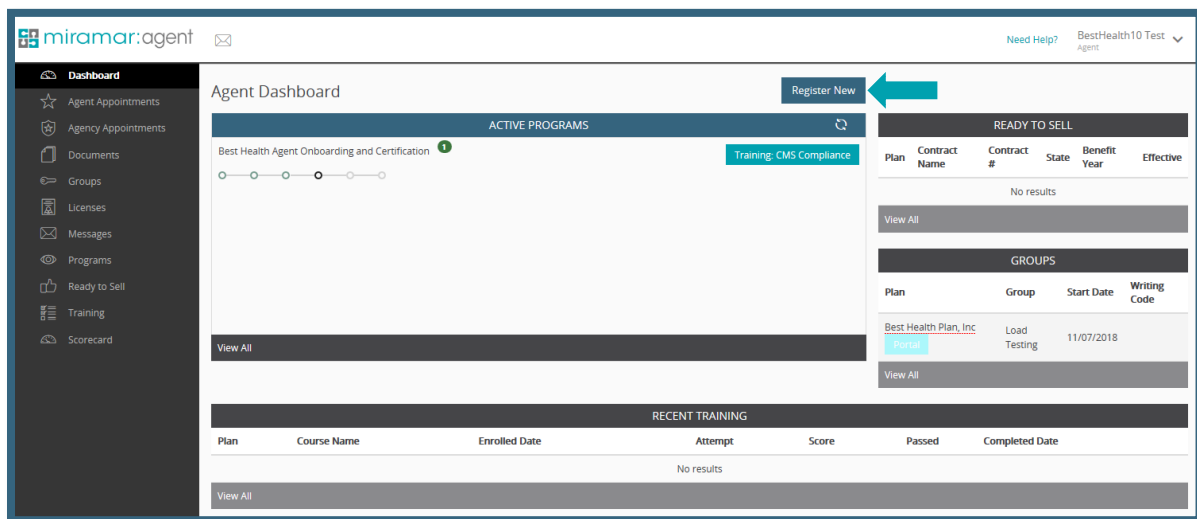 miramar:agent
Need Help?
BestHealth10 Test
Agent
Dashboard
Agent Appointments
Agency Appointments
Documents
Groups
Licenses
Messages
Programs
Ready to Sell
Training
Scorecard
Agent Dashboard
Register New
ACTIVE PROGRAMS
Best Health Agent Onboarding and Certification 1
Training: CMS Compliance
View All
READY TO SELL
Plan Contract Name Contract # State Benefit Year Effective
No results
View All
GROUPS
Plan Group Start Date Writing Code
Best Health Plan, Inc Load Testing 11/07/2018
Portal
View All
RECENT TRAINING
Plan Course Name Enrolled Date Attempt Score Passed Completed Date
No results
View All